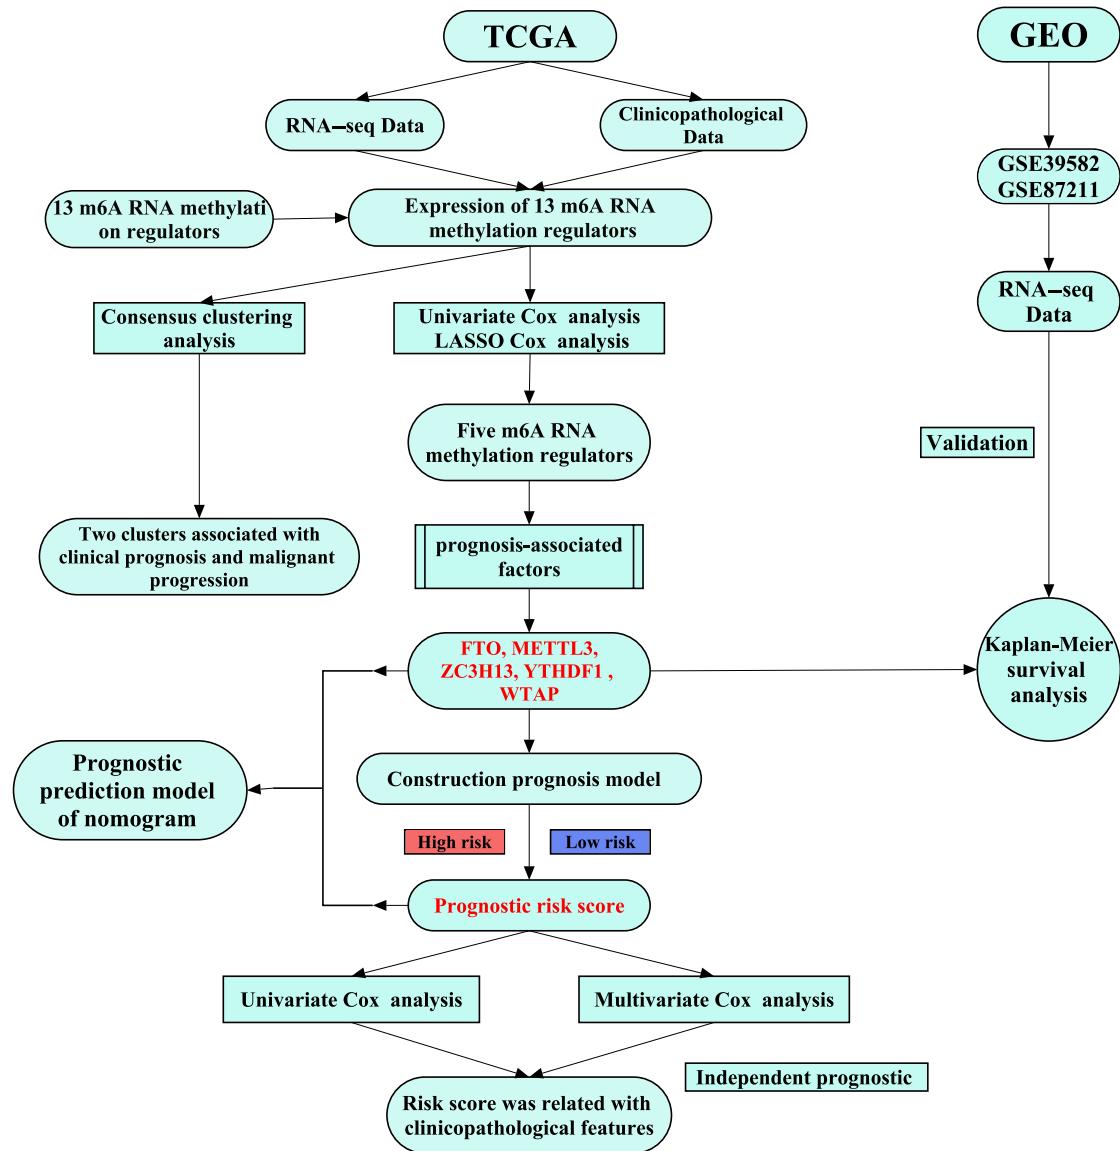 TCGA
GEO
RNA–seq Data
Clinicopathological
Data
GSE39582
GSE87211
13 m6A RNA methylati
on regulators
Expression of 13 m6A RNA
methylation regulators
RNA–seq
Data
Consensus clustering
analysis
Univariate Cox analysis
LASSO Cox analysis
Five m6A RNA
methylation regulators
Validation
Two clusters associated with
clinical prognosis and malignant
progression
prognosis-associated
factors
FTO, METTL3,
ZC3H13, YTHDF1 ,
WTAP
Kaplan-Meier
survival
analysis
Prognostic
prediction model
of nomogram
Construction prognosis model
High risk
Low risk
Prognostic risk score
Univariate Cox analysis
Multivariate Cox analysis
Independent prognostic
Risk score was related with
clinicopathological features